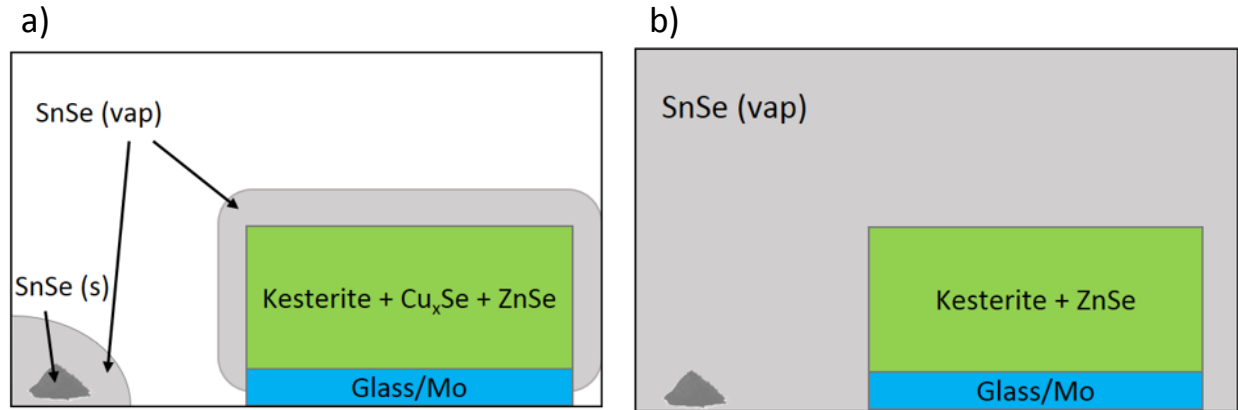 a)
SnSe (vap)
SnSe (s)
Kesterite + CuxSe + ZnSe
Glass/Mo
b)
SnSe (vap)
Kesterite + ZnSe
Glass/Mo